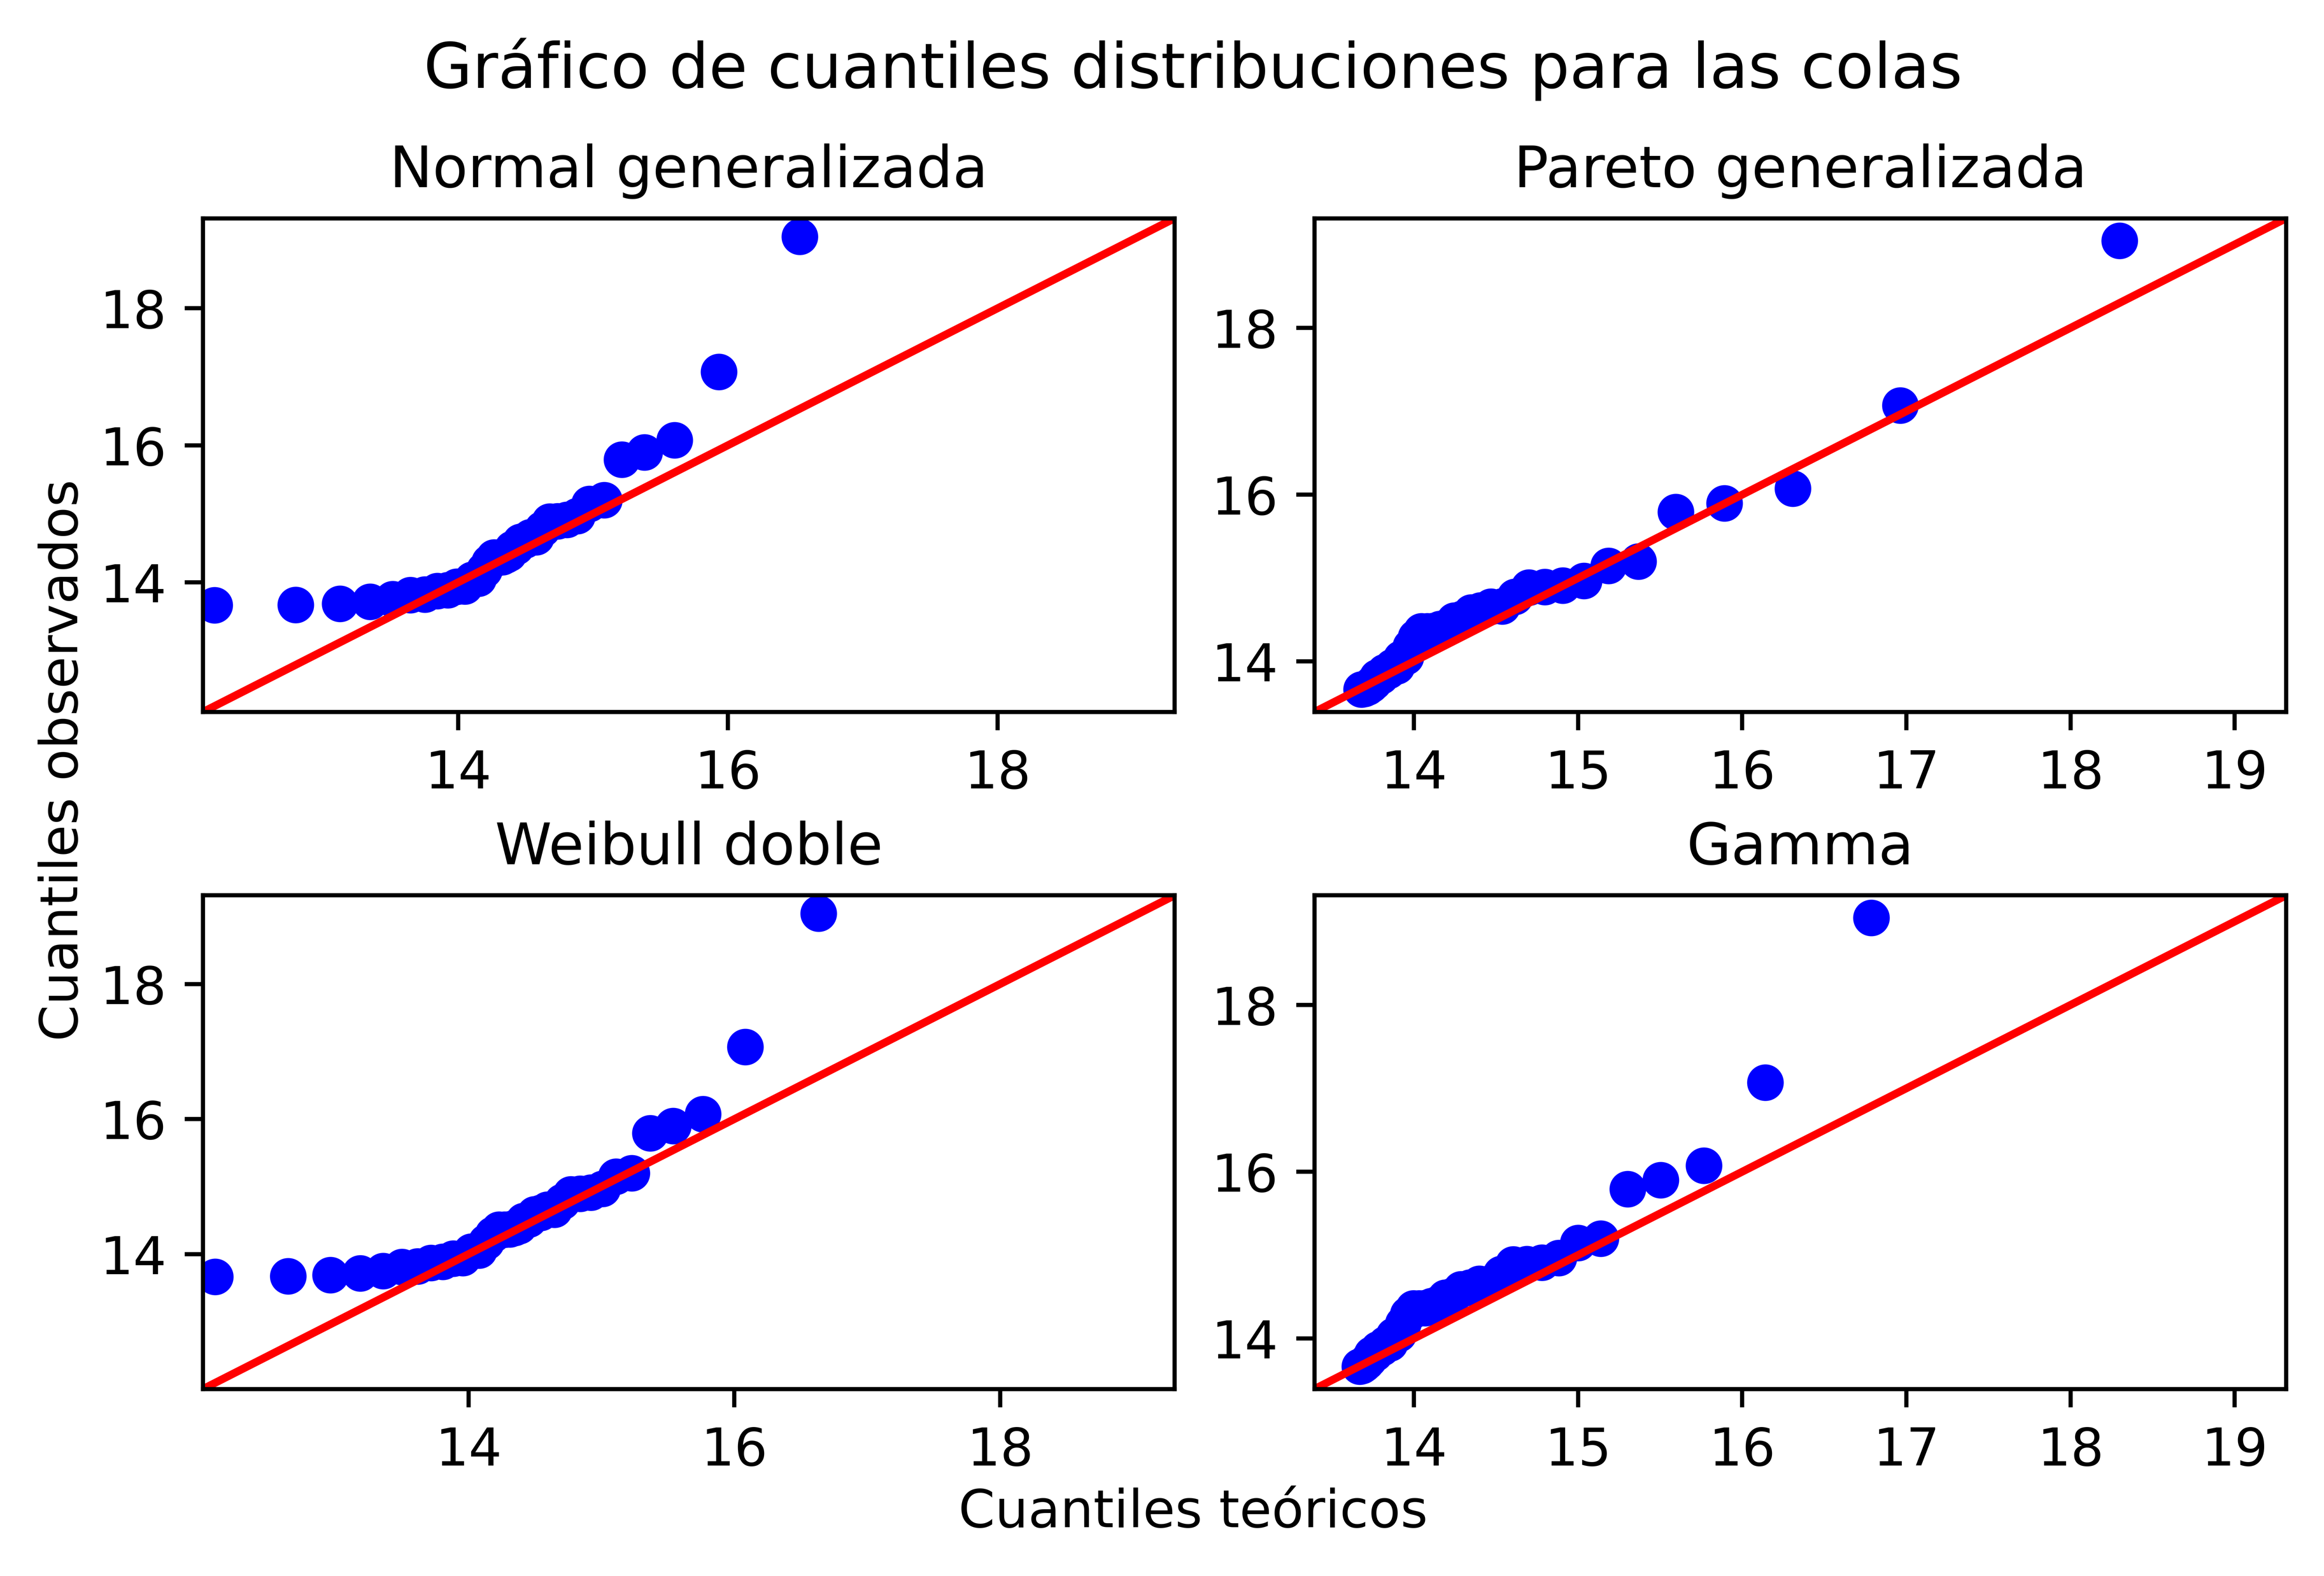 Gráfico de cuantiles distribuciones para las colas
Normal generalizada
Pareto generalizada
18
16
14
14 16 18
18
16
14
14 15 16 17 18 19
Cuantiles observados
Weibull doble
Gamma
18
16
14
14 16 18
18
16
14
14 15 16 17 18 19
Cuantiles teóricos